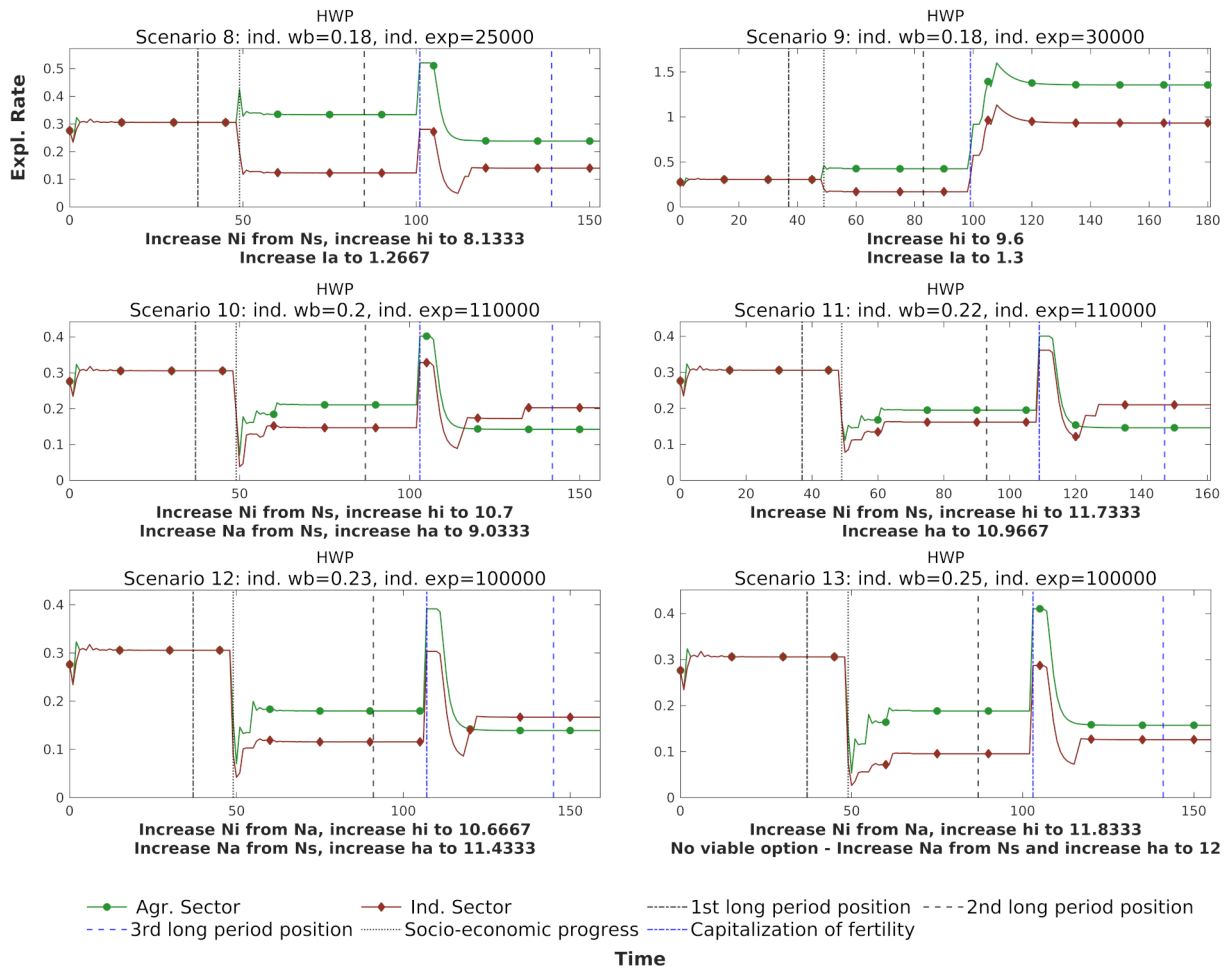 HWP
Scenario 8: ind. wb=0.18, ind. exp=25000
0.5
0.4
0.3
0.2
0.1
0
0
50
100
150
Increase Ni from Ns, increase hi to 8.1333
Increase Ia to 1.2667
HWP
Scenario 9: ind. wb=0.18, ind. exp=30000
1.5
1
0.5
0
0
20
40
60
80
100
120
140
160
180
Increase hi to 9.6
Increase Ia to 1.3
Expl. Rate
HWP
Scenario 10: ind. wb=0.2, ind. exp=110000
0.4
0.3
0.2
0.1
0
0
50
100
150
Increase Ni from Ns, increase hi to 10.7
Increase Na from Ns, increase ha to 9.0333
HWP
Scenario 11: ind. wb=0.22, ind. exp=110000
0.4
0.3
0.2
0.1
0
0
20
40
60
80
100
120
140
160
Increase Ni from Ns, increase hi to 11.7333
Increase ha to 10.9667
HWP
Scenario 12: ind. wb=0.23, ind. exp=100000
0.4
0.3
0.2
0.1
0
0
50
100
150
Increase Ni from Na, increase hi to 10.6667
Increase Na from Ns, increase ha to 11.4333
HWP
Scenario 13: ind. wb=0.25, ind. exp=100000
0.4
0.3
0.2
0.1
0
0
50
100
150
Increase Ni from Na, increase hi to 11.8333
No viable option - Increase Na from Ns and increase ha to 12
Agr. Sector
Ind. Sector
1st long period position
2nd long period position
3rd long period position
Socio-economic progress
Capitalization of fertility
Time